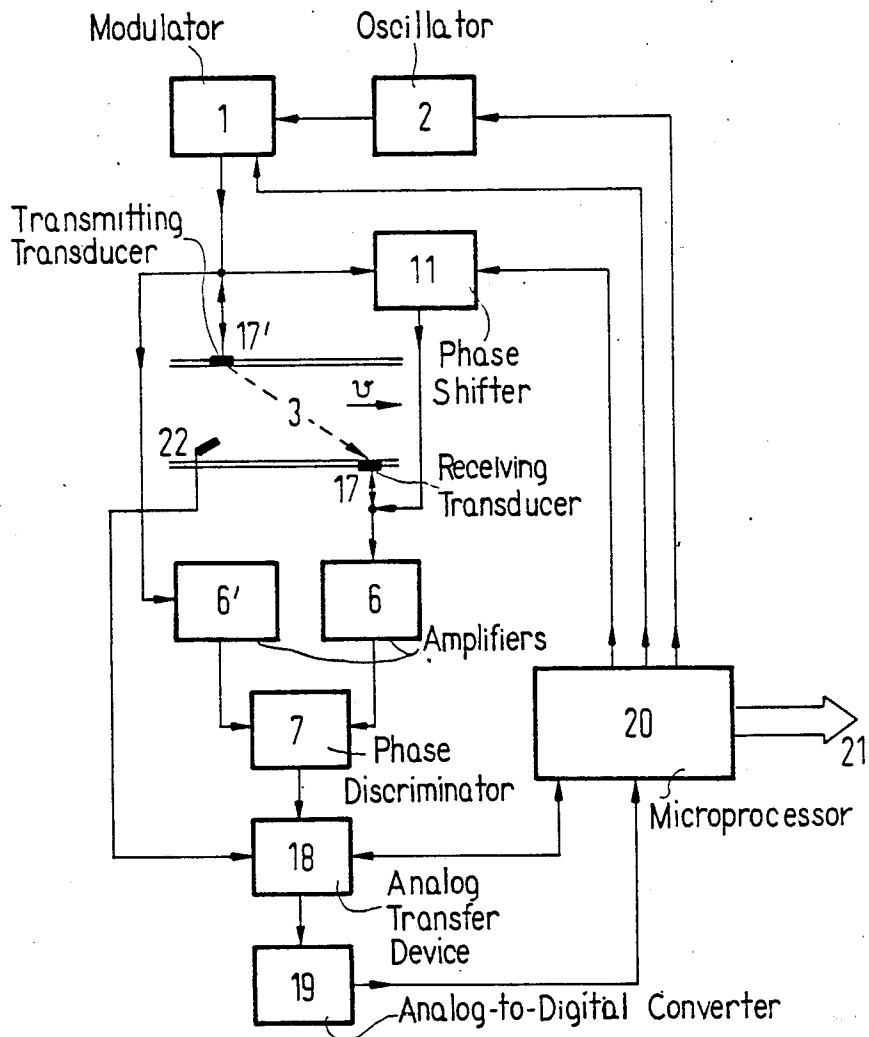 Modulator
Oscillator
1
2
Transmitting
Transducer
11
17'
Phase
Shifter
υ
3
22
17
Receiving
Transducer
6'
6
Amplifiers
7
Phase
Discriminator
20
21
Microprocessor
18
Analog
Transfer
Device
19
Analog-to-Digital Converter